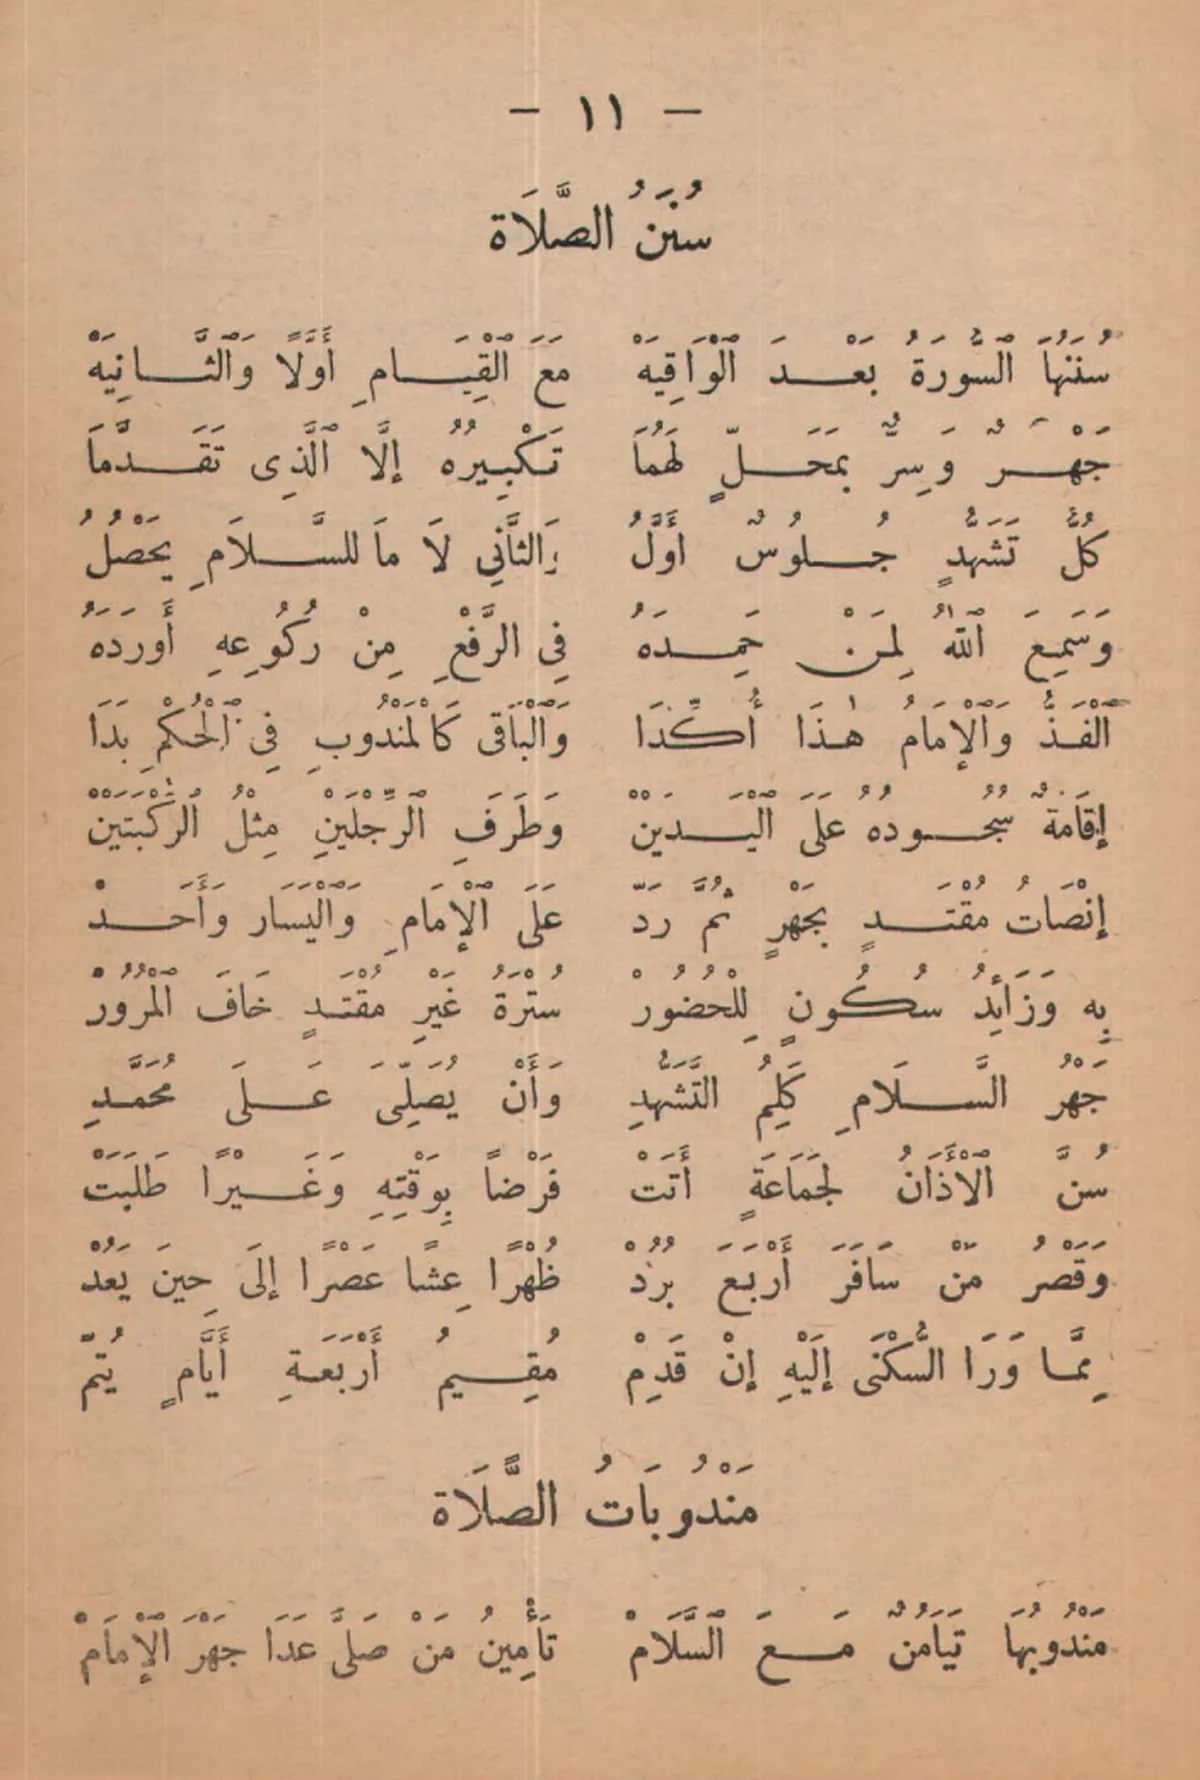 — ١١ —
سُنَنُ الصَّلَاة
سُنَنُهَا السُّورَةُ بَعْدَ الْوَاقِيَهْ مَعَ الْقِيَامِ أَوَّلًا وَالثَّانِيَهْ
جَهْرٌ وَسِرٌّ بِمَحَلٍّ لَهُمَا تَكْبِيرُهُ إِلَّا الَّذِى تَقَدَّمَا
كُلُّ تَشَهُّدٍ جُلُوسٌ أَوَّلُ وَالثَّانِي لَا مَا للسَّلَامِ يَحْصُلُ
وَسَمِعَ اللهُ لِمَنْ حَمِدَهُ فِي الرَّفْعِ مِنْ رُكُوعِهِ أَورَدَهُ
الْفَذُّ وَالْإِمَامُ هٰذَا أُكِّدَا وَالْبَاقِى كَالْمَنْدُوبِ فِى الْحُكْمِ بَدَا
إِقَامَةٌ سُجُودُهُ عَلَى الْيَدَيْنْ وَطَرَفِ الرِّجْلَيْنِ مِثْلُ الرُّكْبَتَيْنْ
إِنْصَاتُ مُقْتَدٍ بِجَهْرٍ ثُمَّ رَدّ عَلَى الْإِمَامِ وَالْيَسَارِ وَأَحَدْ
بِهِ وَزَائِدُ سُكُونٍ لِلْحُضُورْ سُتْرَةُ غَيْرِ مُقْتَدٍ خَافَ الْمُرُورْ
جَهْرُ السَّلَامِ كَلِمُ التَّشَهُّدِ وَأَنْ يُصَلِّىَ عَلَى مُحَمَّدِ
سُنَّ الْأَذَانُ لِجَمَاعَةٍ أَتَتْ فَرْضًا بِوَقْتِهِ وَغَيْرًا طَلَبَتْ
وَقَصْرُ مَنْ سَافَرَ أَرْبَعَ بُرُدْ ظُهْرًا عِشًا عَصْرًا إِلَى حِينَ يَعُدْ
مِمَّا وَرَا السُّكْنَى إِلَيْهِ إِنْ قَدِمْ مُقِيمُ أَرْبَعَةِ أَيَّامٍ يُتِمّ
مَنْدُوبَاتُ الصَّلَاة
مَنْدُوبُهَا تَيَامُنٌ مَعَ السَّلَامْ تَأْمِينُ مَنْ صَلَّى عَدَا جَهْرَ الْإِمَامْ